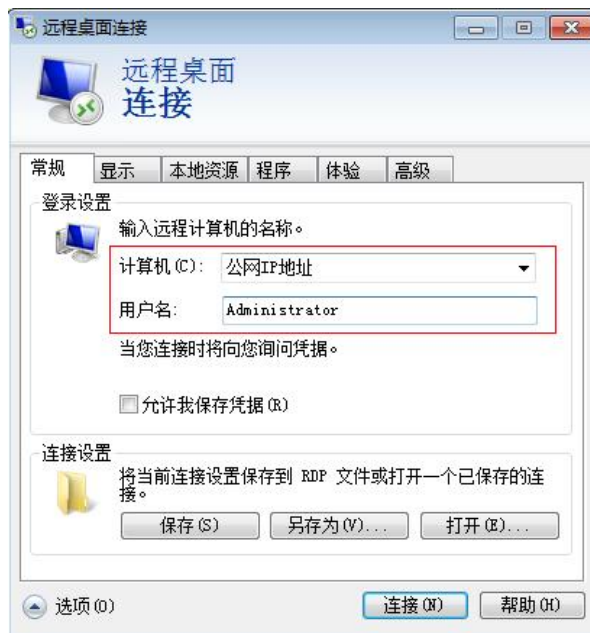 远程桌面连接
远程桌面
连接
常规 显示 本地资源 程序 体验 高级
登录设置
输入远程计算机的名称。
计算机(C): 公网IP地址
用户名: Administrator
当您连接时将向您询问凭据。
允许我保存凭据(R)
连接设置
将当前连接设置保存到 RDP 文件或打开一个已保存的连
接。
保存(S) 另存为(V)... 打开(E)...
选项(O) 连接(N) 帮助(H)